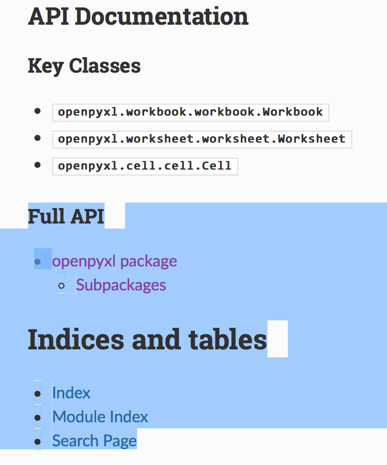 API Documentation
Key Classes
openpyxl.workbook.workbook.Workbook
openpyxl.worksheet.worksheet.Worksheet
openpyxl.cell.cell.Cell
Full API
openpyxl package
Subpackages
Indices and tables
Index
Module Index
Search Page